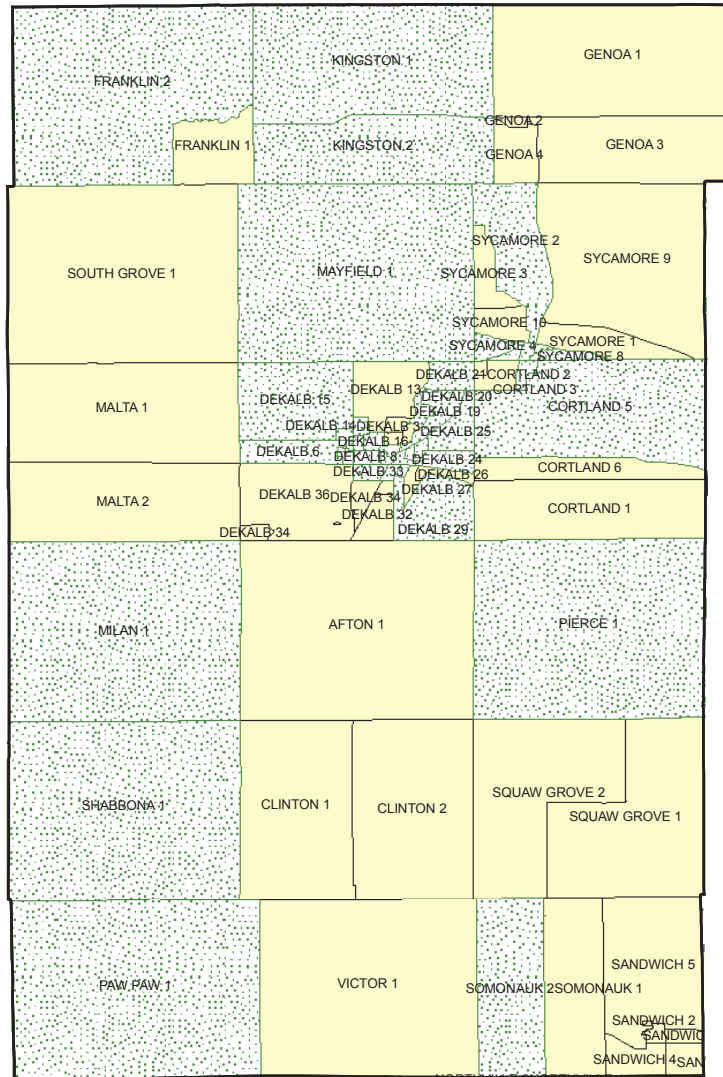 GENOA 1
KINGSTON 1
FRANKLIN 2
GENOA 2
FRANKLIN 1
KINGSTON 2
GENOA 4
GENOA 3
SYCAMORE 2
SYCAMORE 9
SOUTH GROVE 1
MAYFIELD 1
SYCAMORE 3
SYCAMORE 10
SYCAMORE 1
SYCAMORE 4
SYCAMORE 8
DEKALB 21
CORTLAND 2
DEKALB 13
CORTLAND 3
DEKALB 15
DEKALB 20
MALTA 1
DEKALB 19
CORTLAND 5
DEKALB 14
DEKALB 3
DEKALB 25
DEKALB 16
DEKALB 6
DEKALB 8
DEKALB 24
DEKALB 33
DEKALB 26
CORTLAND 6
DEKALB 27
MALTA 2
DEKALB 36
DEKALB 34
CORTLAND 1
DEKALB 32
DEKALB 29
DEKALB 34
MILAN 1
AFTON 1
PIERCE 1
SHABBONA 1
CLINTON 1
CLINTON 2
SQUAW GROVE 2
SQUAW GROVE 1
SANDWICH 5
PAW PAW 1
VICTOR 1
SOMONAUK 2
SOMONAUK 1
SANDWICH 2
SANDWIC
SANDWICH 4
SAN